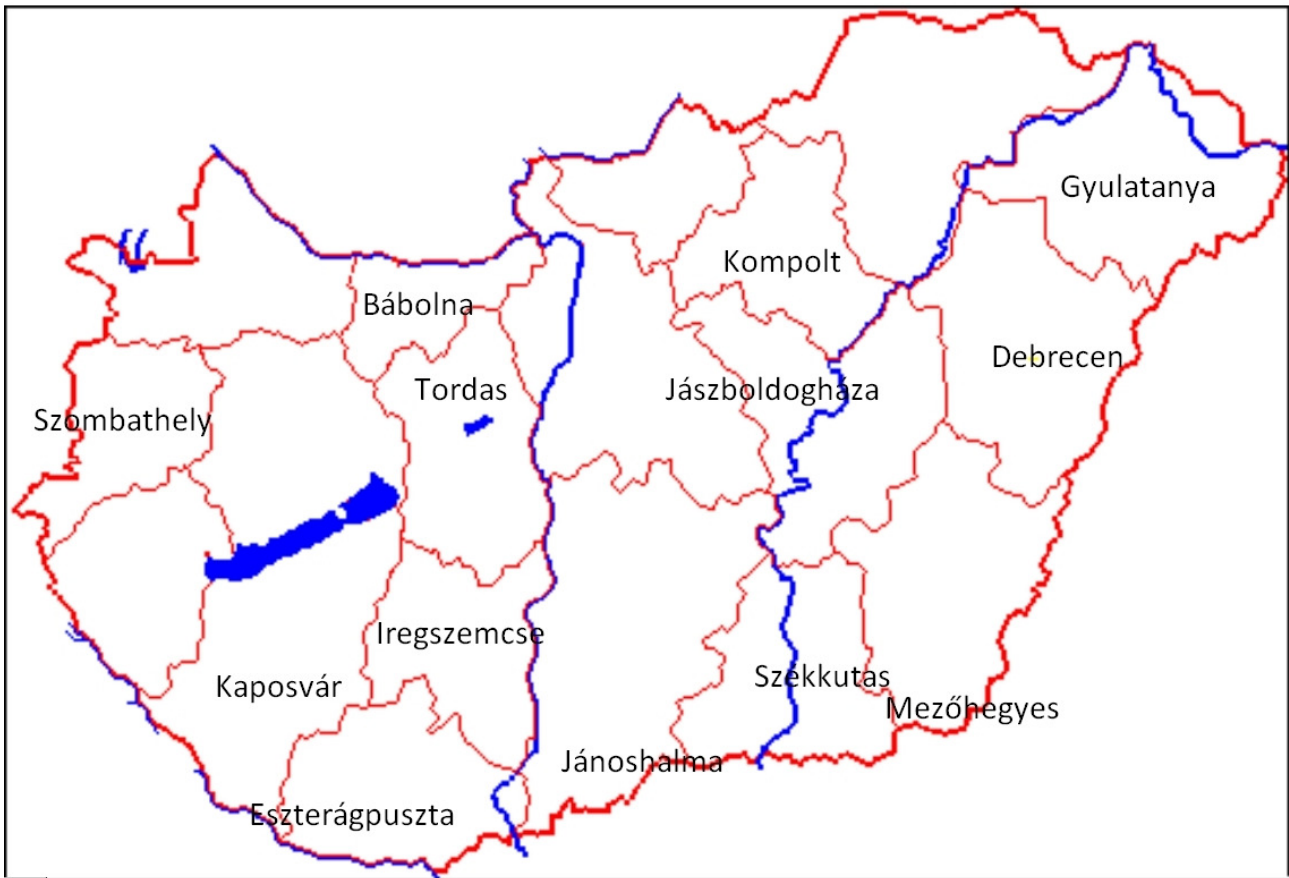 Gyulatanya
Kompolt
Bábolna
Debrecen
Tordas
Jászboldogháza
Szombathely
Iregszemcse
Székkutas
Kaposvár
Mezőhegyes
Jánoshalma
Eszterágpuszta